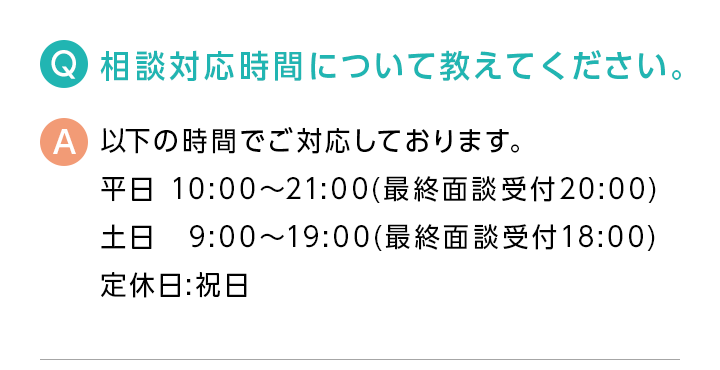 Q 相談対応時間について教えてください。
A 以下の時間でご対応しております。
平日 10:00～21:00(最終面談受付20:00)
土日　9:00～19:00(最終面談受付18:00)
定休日:祝日